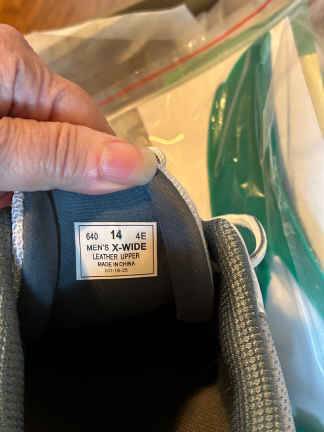 640 14 4E
MEN'S X-WIDE
LEATHER UPPER
MADE IN CHINA